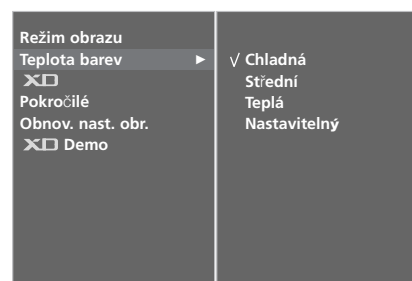 Režim obrazu
Teplota barev ►
XD
Pokročilé
Obnov. nast. obr.
XD Demo
√ Chladná
Střední
Teplá
Nastavitelný